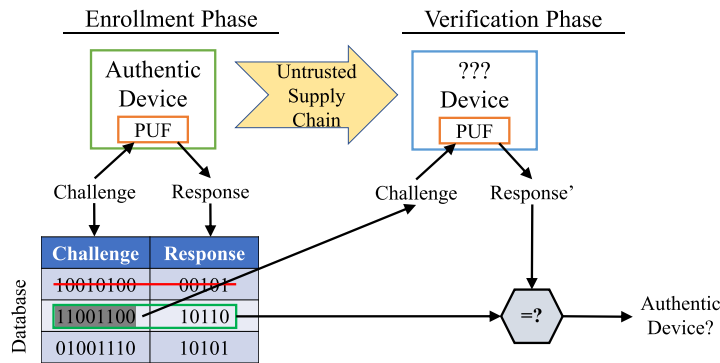 Enrollment Phase
Verification Phase
Authentic
Device
PUF
Untrusted
Supply
Chain
???
Device
PUF
Challenge
Response
Challenge
Response’
Database
Challenge Response
10010100 00101
11001100 10110
01001110 10101
=?
Authentic
Device?